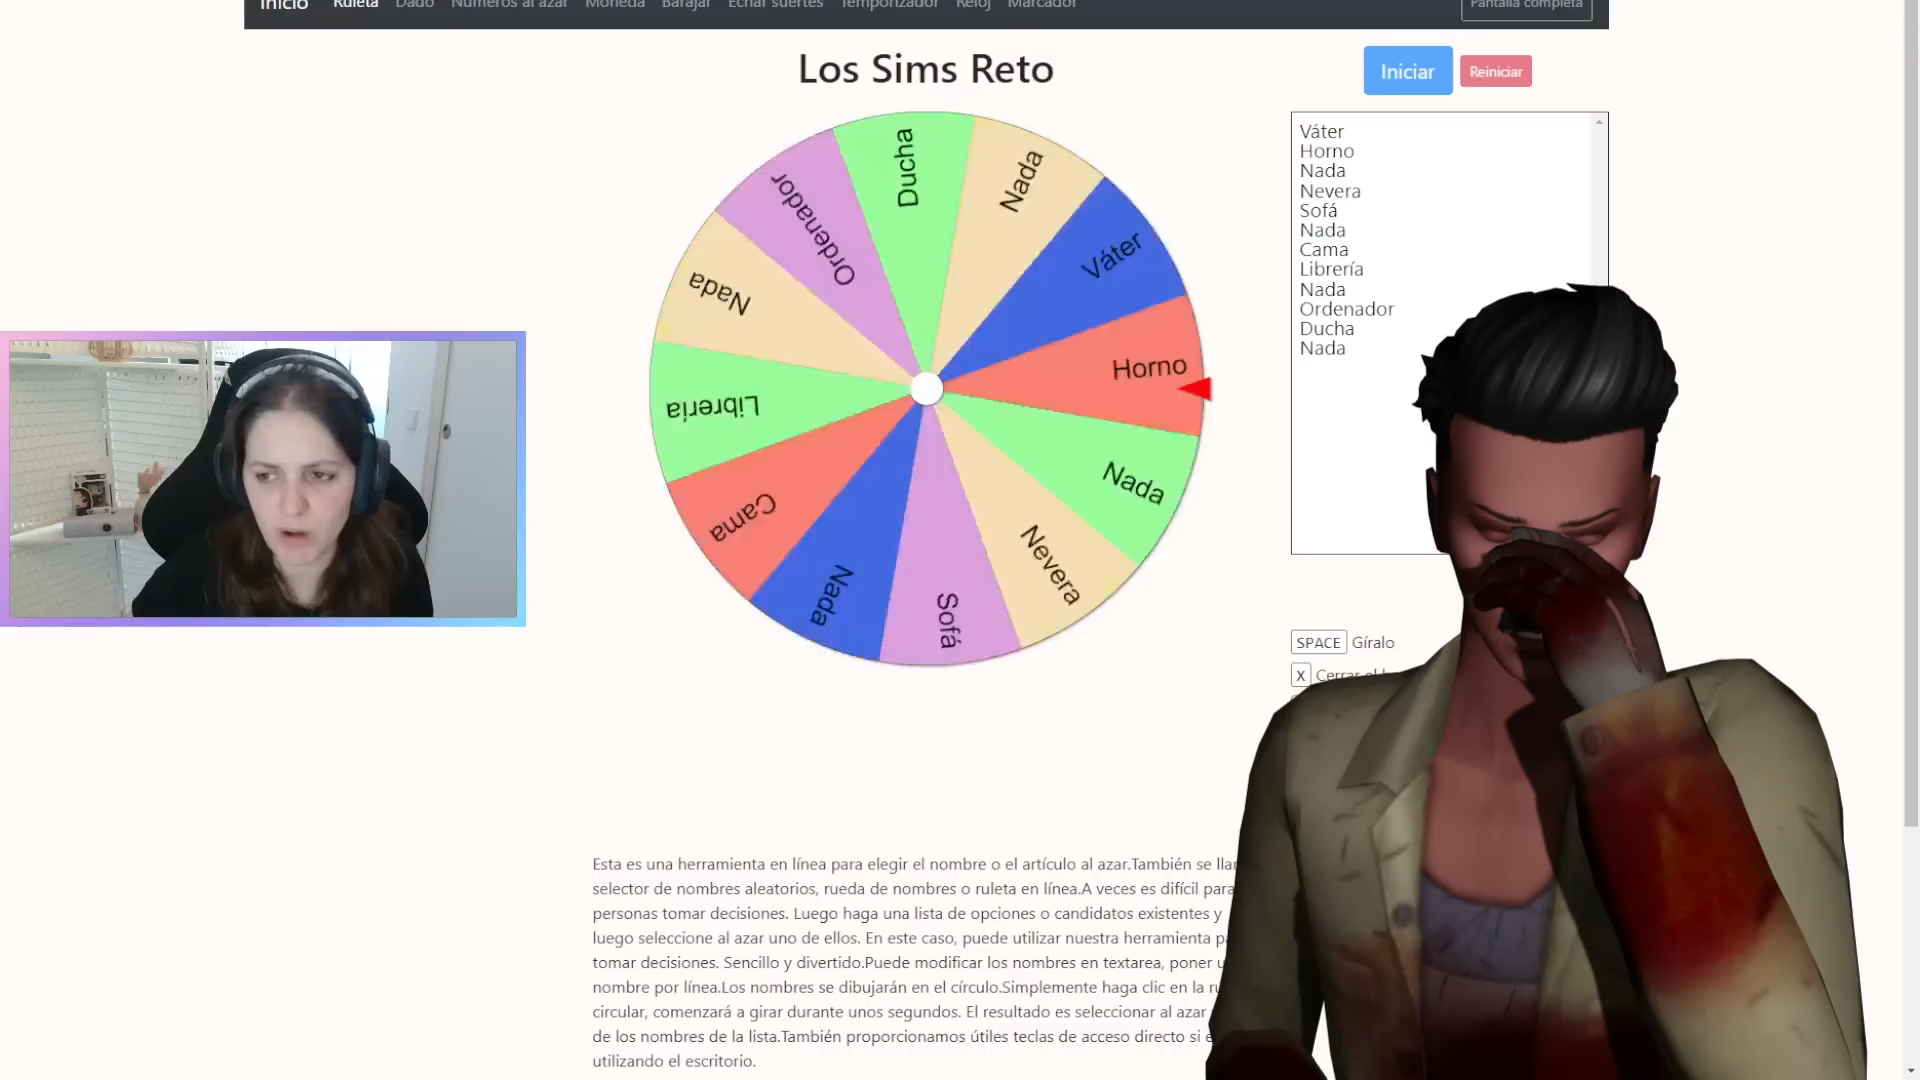 Inicio Ruleta Dado Números al azar Moneda Barajar Echar suertes Temporizador Reloj Marcador Pantalla completa
Los Sims Reto
Iniciar Reiniciar
Ducha
Nada
Váter
Horno
Nada
Nevera
Sofá
Nada
Cama
Librería
Nada
Ordenador
Váter
Horno
Nada
Nevera
Sofá
Nada
Cama
Librería
Nada
Ordenador
Ducha
Nada
SPACE Gíralo
X Cerrar el
Esta es una herramienta en línea para elegir el nombre o el artículo al azar.También se
selector de nombres aleatorios, rueda de nombres o ruleta en línea.A veces es difícil para
personas tomar decisiones. Luego haga una lista de opciones o candidatos existentes y
luego seleccione al azar uno de ellos. En este caso, puede utilizar nuestra herramienta
tomar decisiones. Sencillo y divertido.Puede modificar los nombres en textarea, poner
nombre por línea.Los nombres se dibujarán en el círculo.Simplemente haga clic en la
circular, comenzará a girar durante unos segundos. El resultado es seleccionar al azar
de los nombres de la lista.También proporcionamos útiles teclas de acceso directo si
utilizando el escritorio.